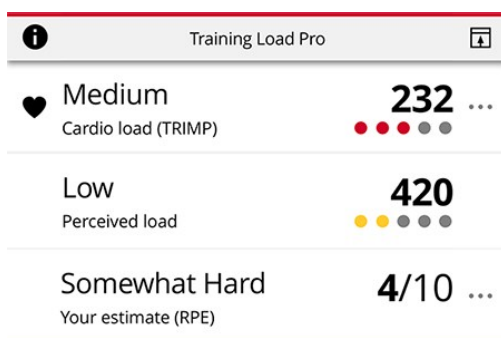 Training Load Pro
Medium 232
Cardio load (TRIMP)
Low 420
Perceived load
Somewhat Hard 4/10
Your estimate (RPE)